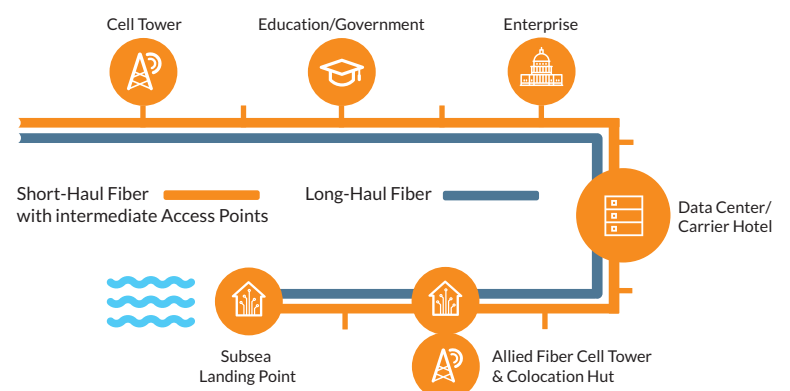 Cell Tower
Education/Government
Enterprise
Short-Haul Fiber
with intermediate Access Points
Long-Haul Fiber
Data Center/
Carrier Hotel
Subsea
Landing Point
Allied Fiber Cell Tower
& Colocation Hut